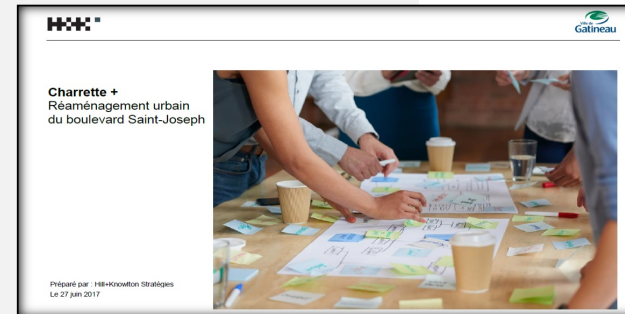 H+K
Ville de
Gatineau
Charrette +
Réaménagement urbain
du boulevard Saint-Joseph
Préparé par : Hill+Knowlton Stratégies
Le 27 juin 2017